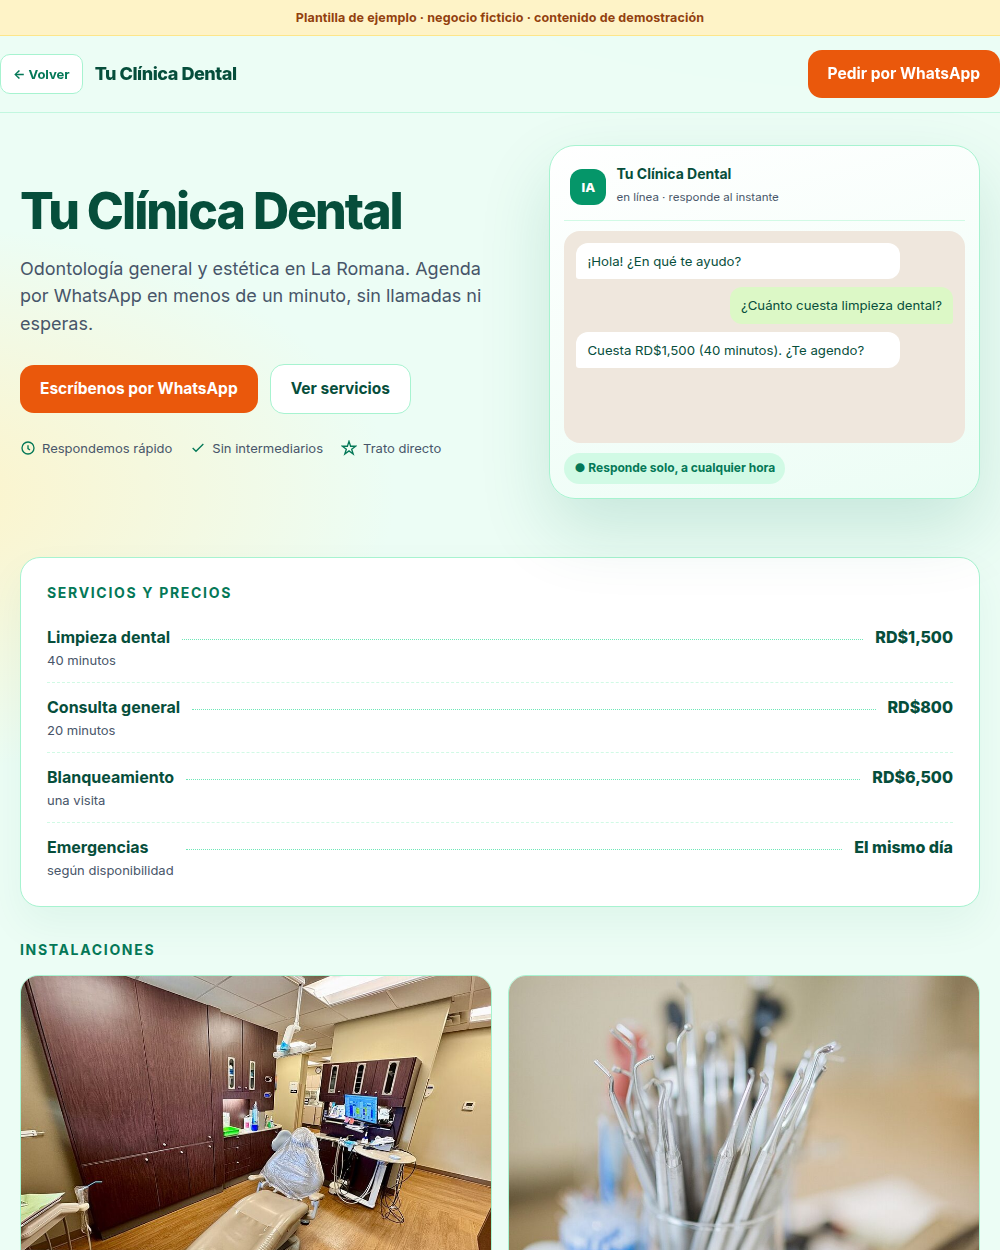 Plantilla de ejemplo · negocio ficticio · contenido de demostración
← Volver
Tu Clínica Dental
Pedir por WhatsApp
Tu Clínica Dental
Odontología general y estética en La Romana. Agenda
por WhatsApp en menos de un minuto, sin llamadas ni
esperas.
Escríbenos por WhatsApp
Ver servicios
Respondemos rápido
Sin intermediarios
Trato directo
IA
Tu Clínica Dental
en línea · responde al instante
¡Hola! ¿En qué te ayudo?
¿Cuánto cuesta limpieza dental?
Cuesta RD$1,500 (40 minutos). ¿Te agendo?
● Responde solo, a cualquier hora
SERVICIOS Y PRECIOS
Limpieza dental RD$1,500
40 minutos
Consulta general RD$800
20 minutos
Blanqueamiento RD$6,500
una visita
Emergencias El mismo día
según disponibilidad
INSTALACIONES